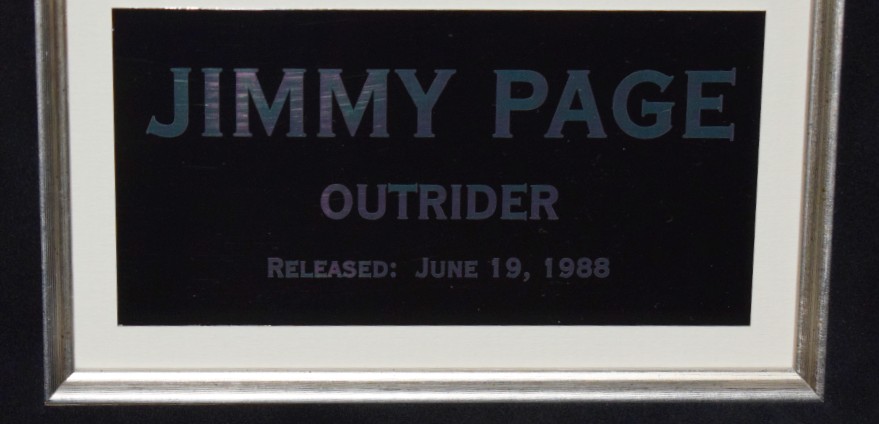 JIMMY PAGE
OUTRIDER
RELEASED: JUNE 19, 1988